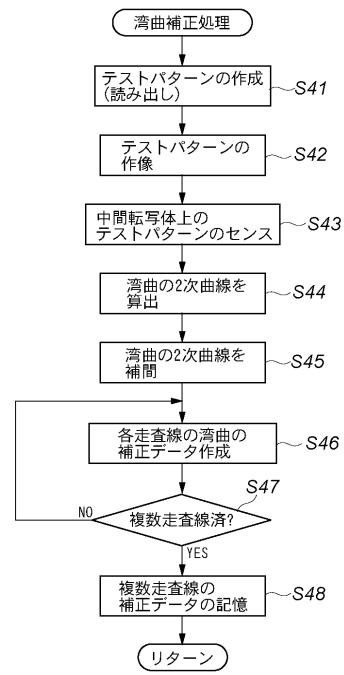 湾曲補正処理
テストパターンの作成
(読み出し)
S41
テストパターンの
作像
S42
中間転写体上の
テストパターンのセンス
S43
湾曲の2次曲線を
算出
S44
湾曲の2次曲線を
補間
S45
各走査線の湾曲の
補正データ作成
S46
S47
複数走査線済?
NO
YES
複数走査線の
補正データの記憶
S48
リターン